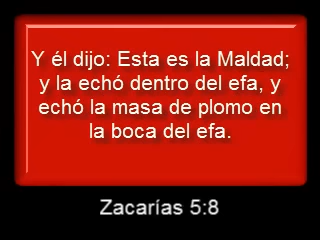 Y él dijo: Esta es la Maldad;
y la echó dentro del efa, y
echó la masa de plomo en
la boca del efa.
Zacarías 5:8